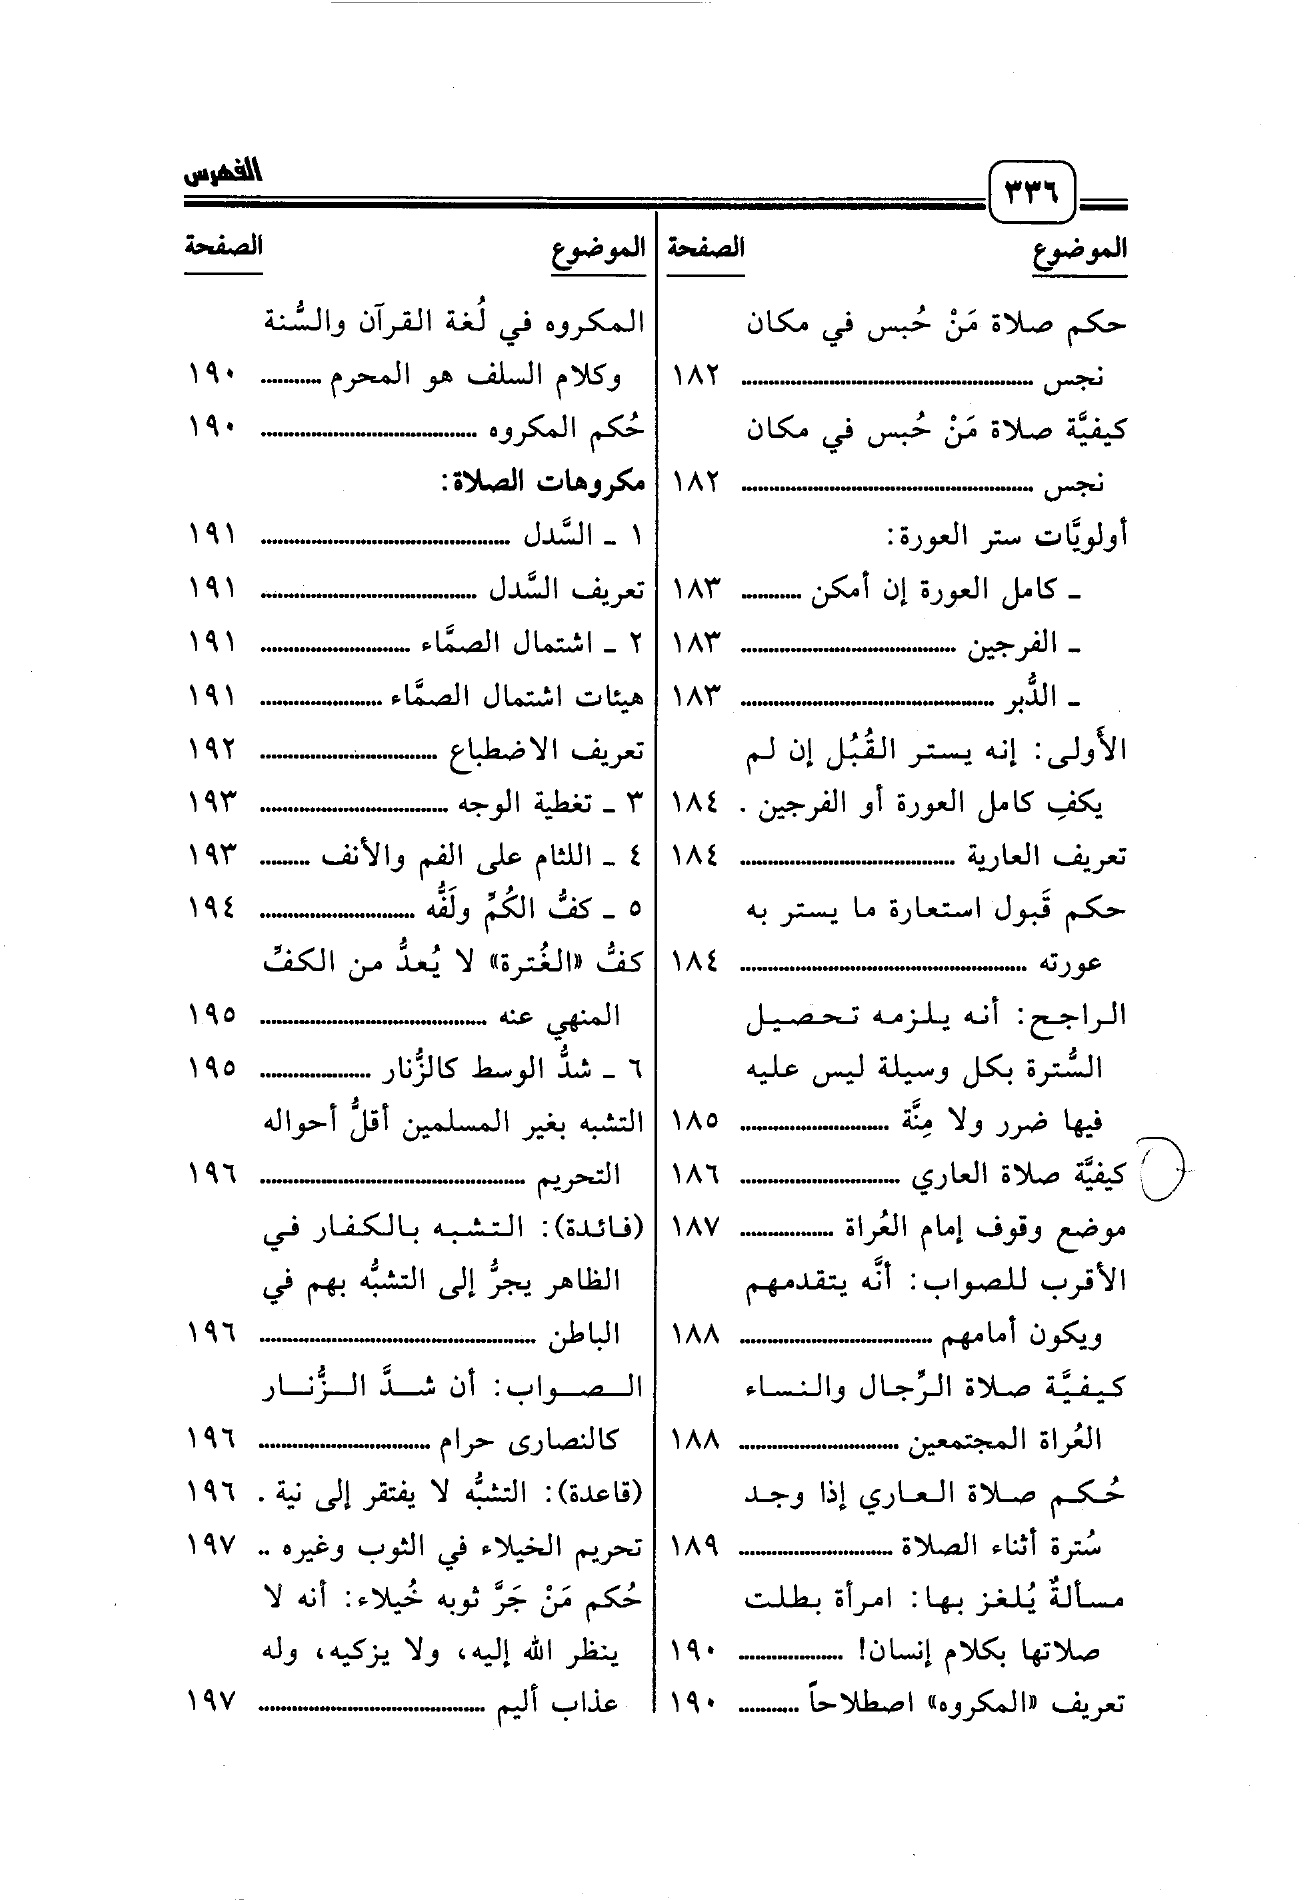 ٣٣٦
الفهرس
الموضوع الصفحة
حكم صلاة مَنْ حُبس في مكان
نجس ............ ١٨٢
كيفيَّة صلاة مَنْ حُبس في مكان
نجس ............ ١٨٢
أولويَّات ستر العورة:
ـ كامل العورة إن أمكن ............ ١٨٣
ـ الفرجين ............ ١٨٣
ـ الدُّبر ............ ١٨٣
الأَولى: إنه يستر القُبُل إن لم
يكفِ كامل العورة أو الفرجين . ١٨٤
تعريف العارية ............ ١٨٤
حكم قَبول استعارة ما يستر به
عورته ............ ١٨٤
الراجح: أنه يلزمه تحصيل
السُّترة بكل وسيلة ليس عليه
فيها ضرر ولا مِنَّة ............ ١٨٥
كيفيَّة صلاة العاري ............ ١٨٦
موضع وقوف إمام العُراة ............ ١٨٧
الأقرب للصواب: أنَّه يتقدمهم
ويكون أمامهم ............ ١٨٨
كيفيَّة صلاة الرِّجال والنساء
العُراة المجتمعين ............ ١٨٨
حُكم صلاة العاري إذا وجد
سُترة أثناء الصلاة ............ ١٨٩
مسألةٌ يُلغز بها: امرأة بطلت
صلاتها بكلام إنسان! ............ ١٩٠
تعريف «المكروه» اصطلاحاً ............ ١٩٠
الموضوع الصفحة
المكروه في لُغة القرآن والسُّنة
وكلام السلف هو المحرم ............ ١٩٠
حُكم المكروه ............ ١٩٠
مكروهات الصلاة:
١ ـ السَّدل ............ ١٩١
تعريف السَّدل ............ ١٩١
٢ ـ اشتمال الصمَّاء ............ ١٩١
هيئات اشتمال الصمَّاء ............ ١٩١
تعريف الاضطباع ............ ١٩٢
٣ ـ تغطية الوجه ............ ١٩٣
٤ ـ اللثام على الفم والأنف ............ ١٩٣
٥ ـ كفُّ الكُمِّ ولَفُّه ............ ١٩٤
كفُّ «الغُترة» لا يُعدُّ من الكفِّ
المنهي عنه ............ ١٩٥
٦ ـ شدُّ الوسط كالزُّنار ............ ١٩٥
التشبه بغير المسلمين أقلُّ أحواله
التحريم ............ ١٩٦
(فائدة): التشبه بالكفار في
الظاهر يجرُّ إلى التشبُّه بهم في
الباطن ............ ١٩٦
الصواب: أن شدَّ الزُّنار
كالنصارى حرام ............ ١٩٦
(قاعدة): التشبُّه لا يفتقر إلى نية . ١٩٦
تحريم الخيلاء في الثوب وغيره .. ١٩٧
حُكم مَنْ جَرَّ ثوبه خُيلاء: أنه لا
ينظر الله إليه، ولا يزكيه، وله
عذاب أليم ............ ١٩٧